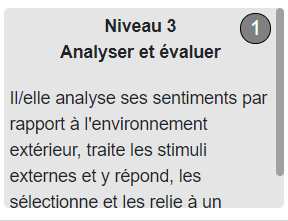 Niveau 3
1
Analyser et évaluer
Il/elle analyse ses sentiments par
rapport à l'environnement
extérieur, traite les stimuli
externes et y répond, les
sélectionne et les relie à un